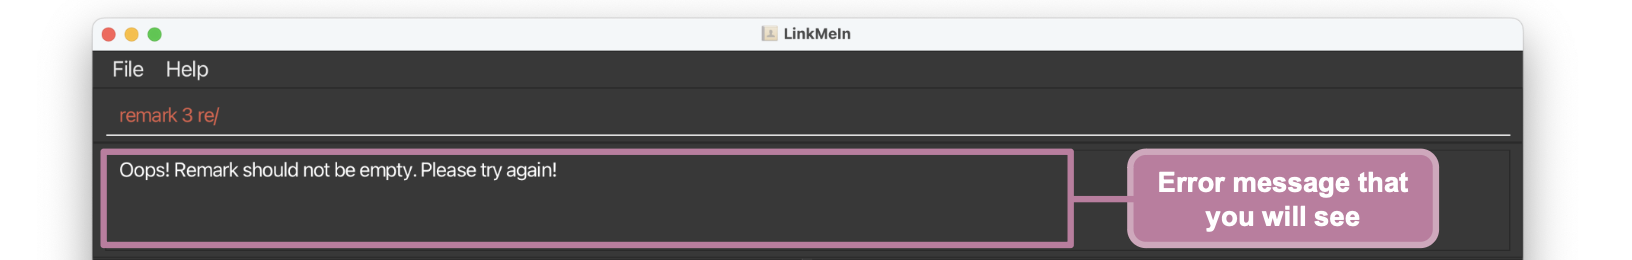 LinkMeIn
File Help
remark 3 re/
Oops! Remark should not be empty. Please try again!
Error message that
you will see